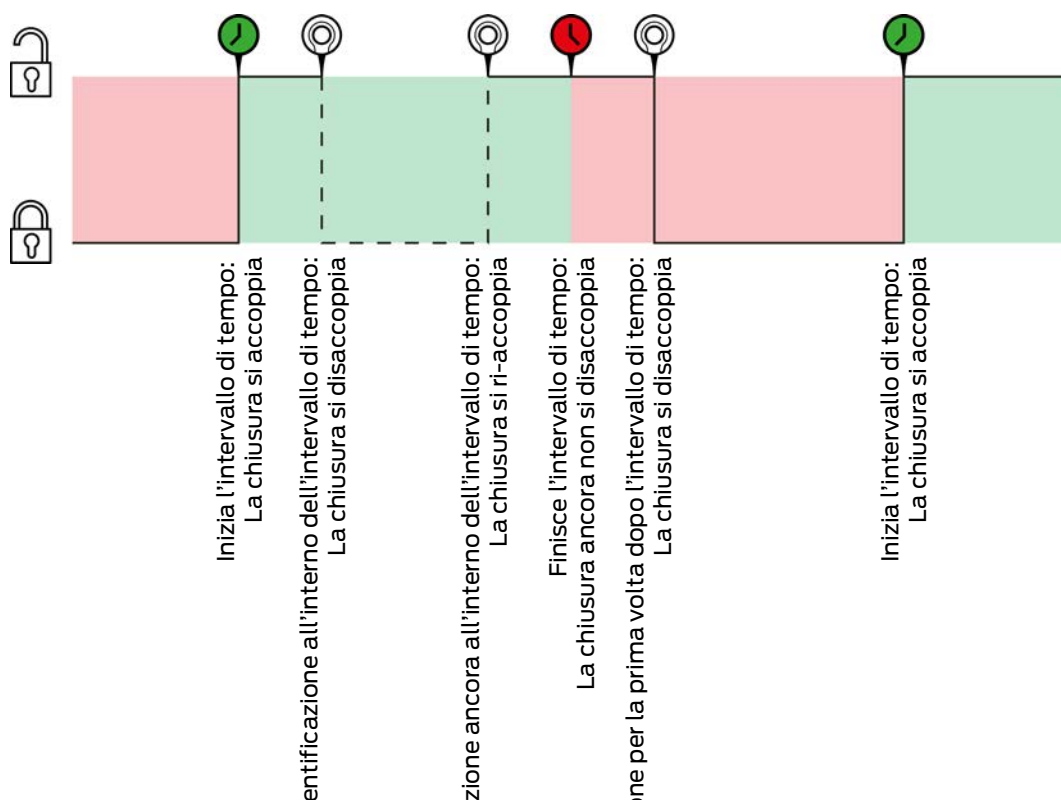 Inizia l'intervallo di tempo:
La chiusura si accoppia
all'interno dell'intervallo di tempo:
La chiusura si disaccoppia
ancora all'interno dell'intervallo di tempo:
La chiusura si ri-accoppia
Finisce l'intervallo di tempo:
La chiusura ancora non si disaccoppia
per la prima volta dopo l'intervallo di tempo:
La chiusura si disaccoppia
Inizia l'intervallo di tempo:
La chiusura si accoppia